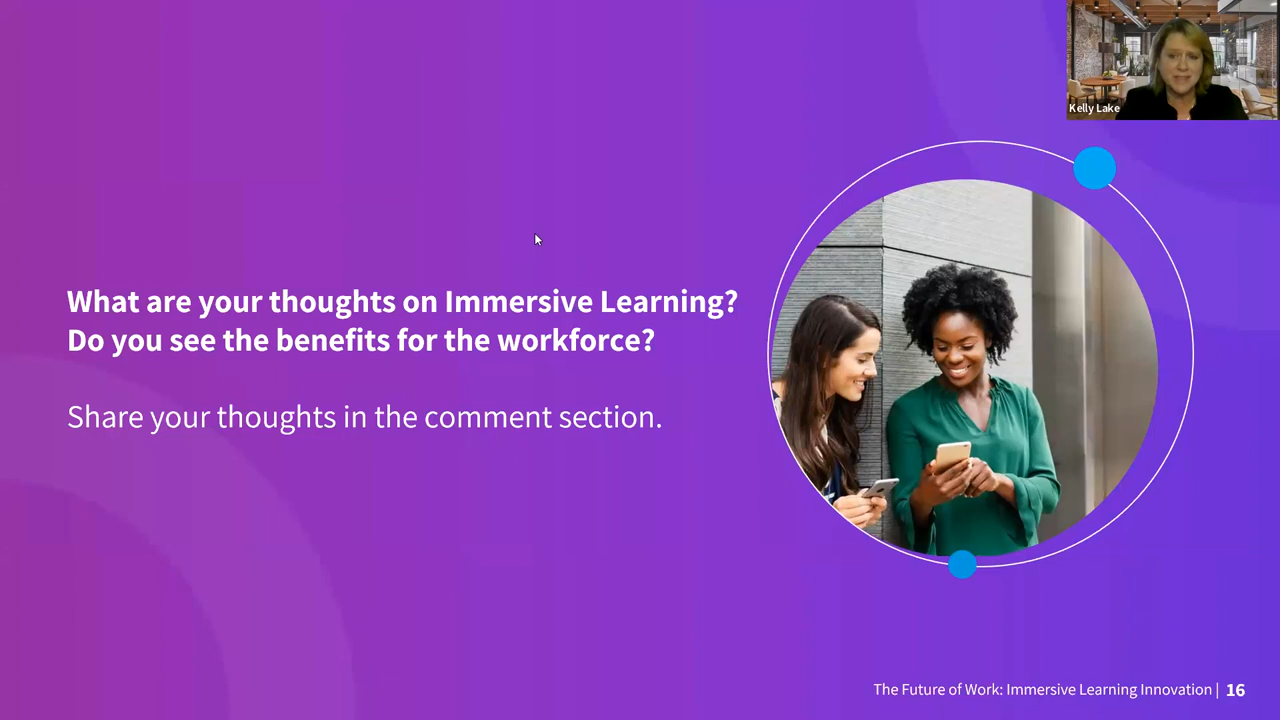 Kelly Lake
What are your thoughts on Immersive Learning?
Do you see the benefits for the workforce?
Share your thoughts in the comment section.
The Future of Work: Immersive Learning Innovation | 16